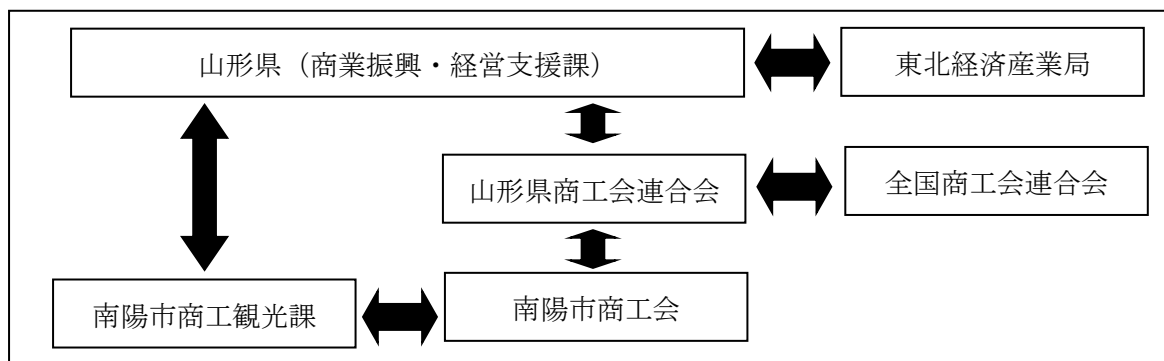 山形県（商業振興・経営支援課）
東北経済産業局
山形県商工会連合会
全国商工会連合会
南陽市商工観光課
南陽市商工会